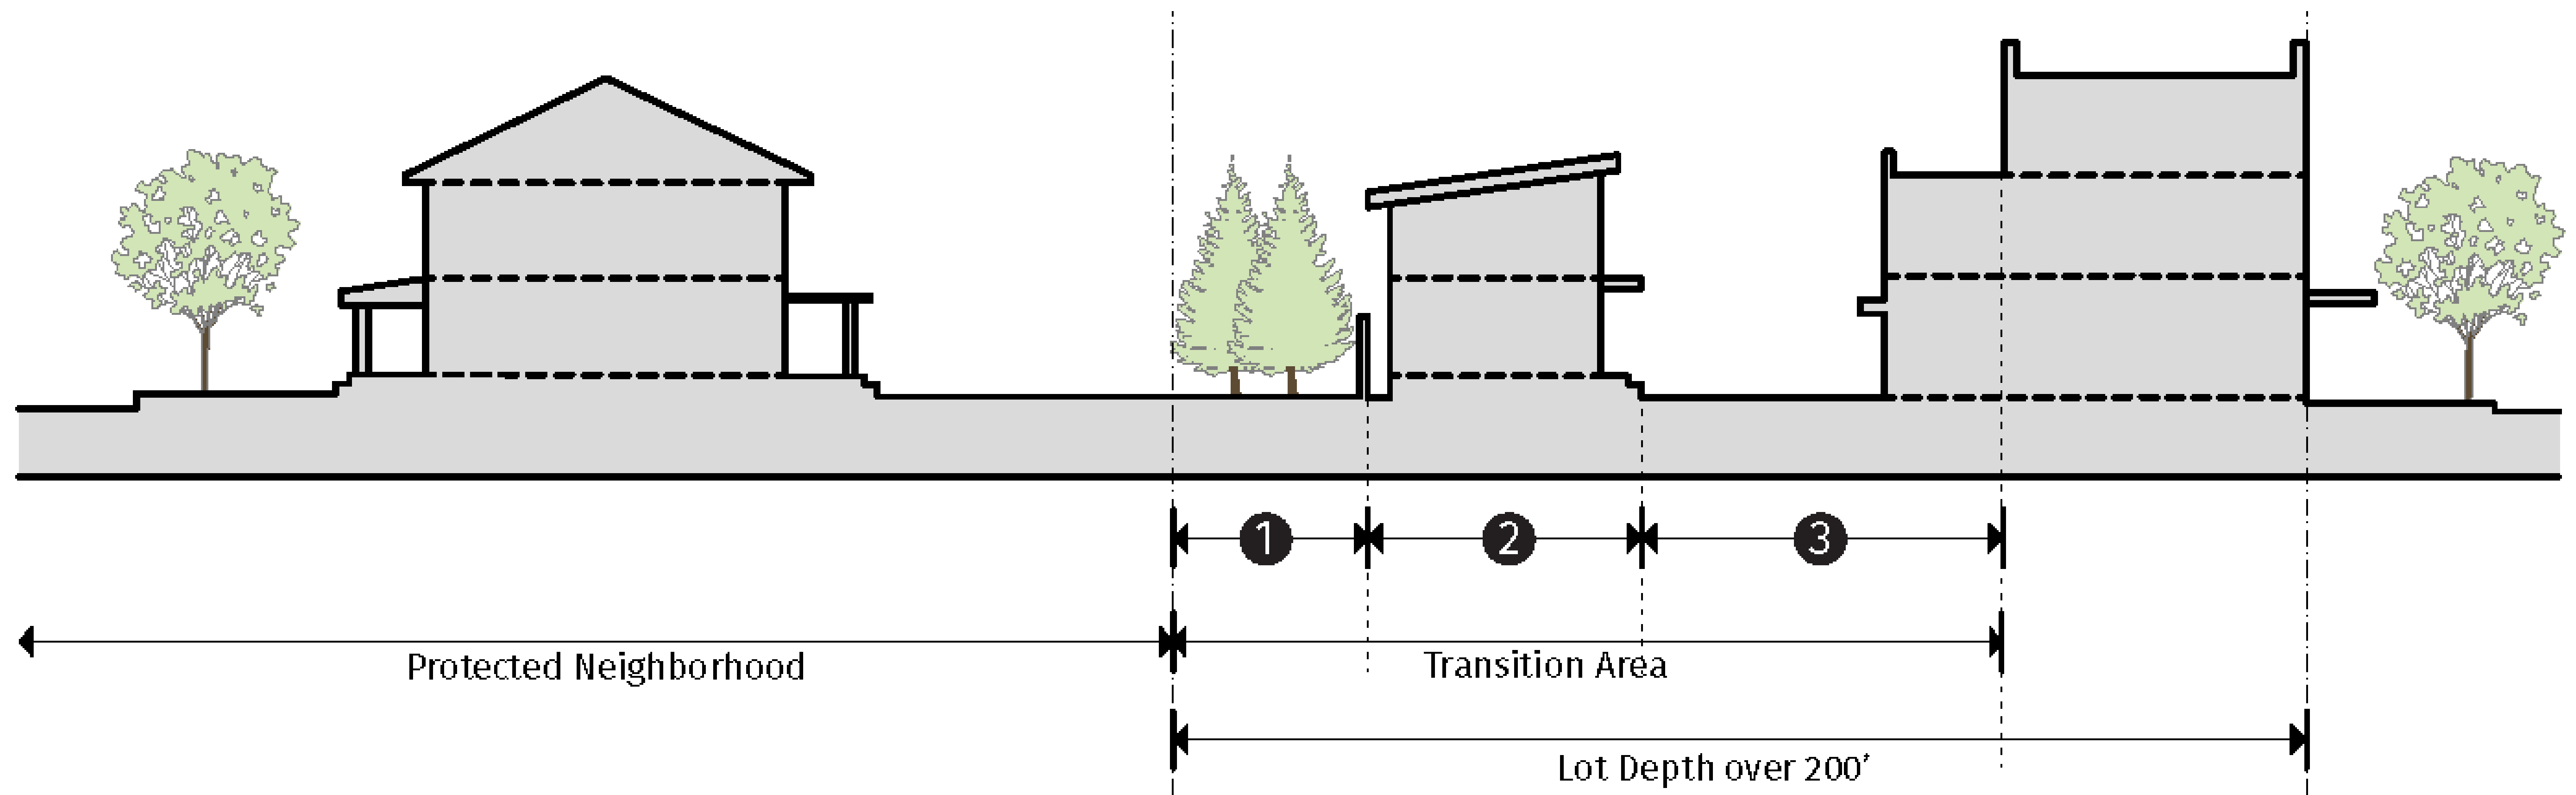 1 2 3
Protected Neighborhood
Transition Area
Lot Depth over 200'